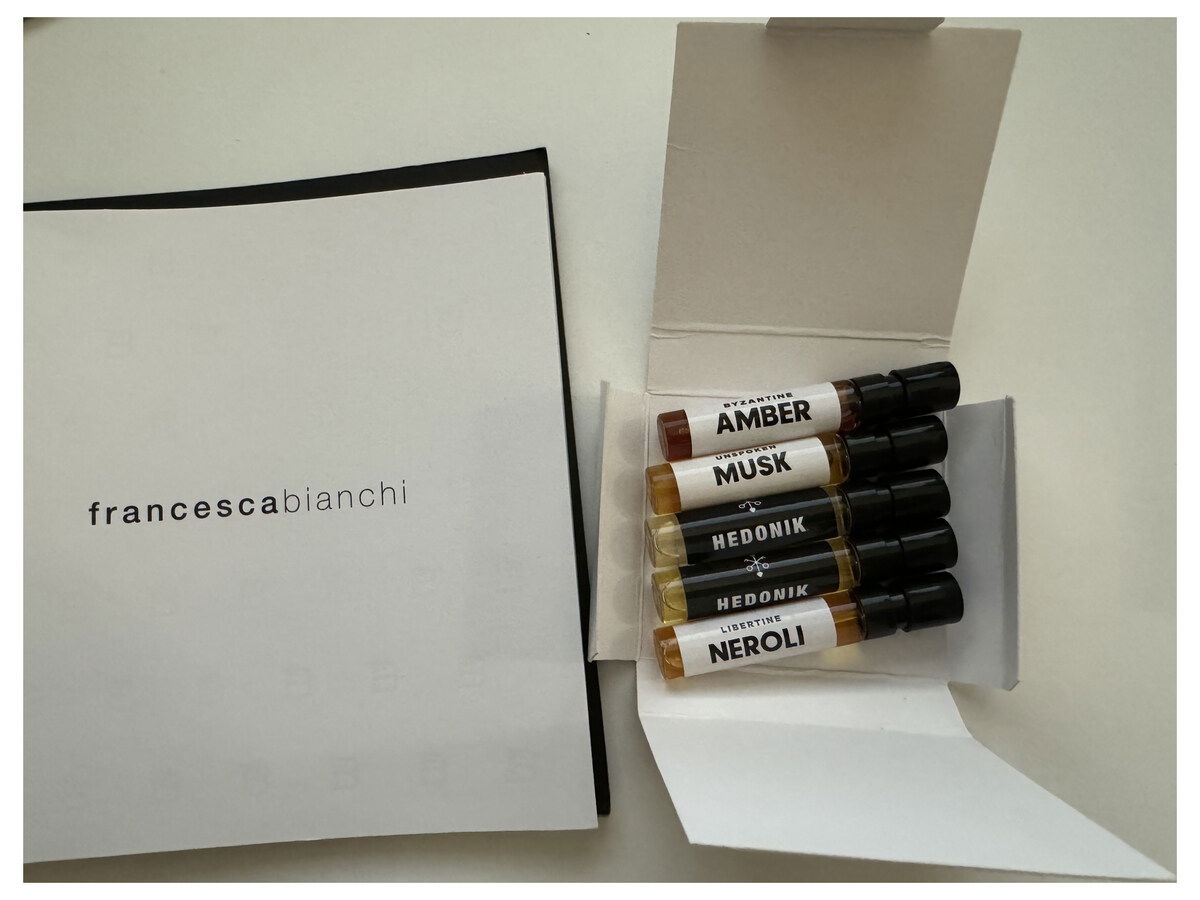 francescabianchi
BYZANTINE
AMBER
UNSPOKEN
MUSK
HEDONIK
HEDONIK
LIBERTINE
NEROLI